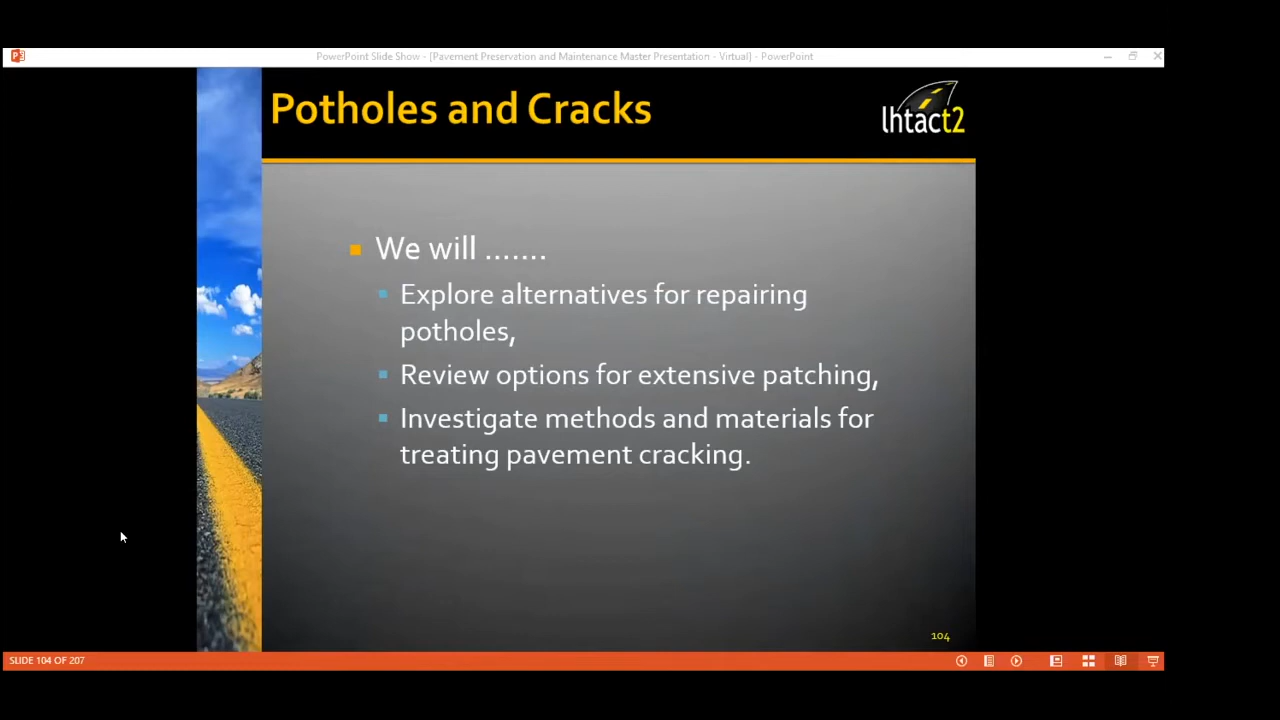 PowerPoint Slide Show - [Pavement Preservation and Maintenance Master Presentation - Virtual] - PowerPoint
Potholes and Cracks
lhtact2
We will .......
Explore alternatives for repairing
potholes,
Review options for extensive patching,
Investigate methods and materials for
treating pavement cracking.
104
SLIDE 104 OF 207